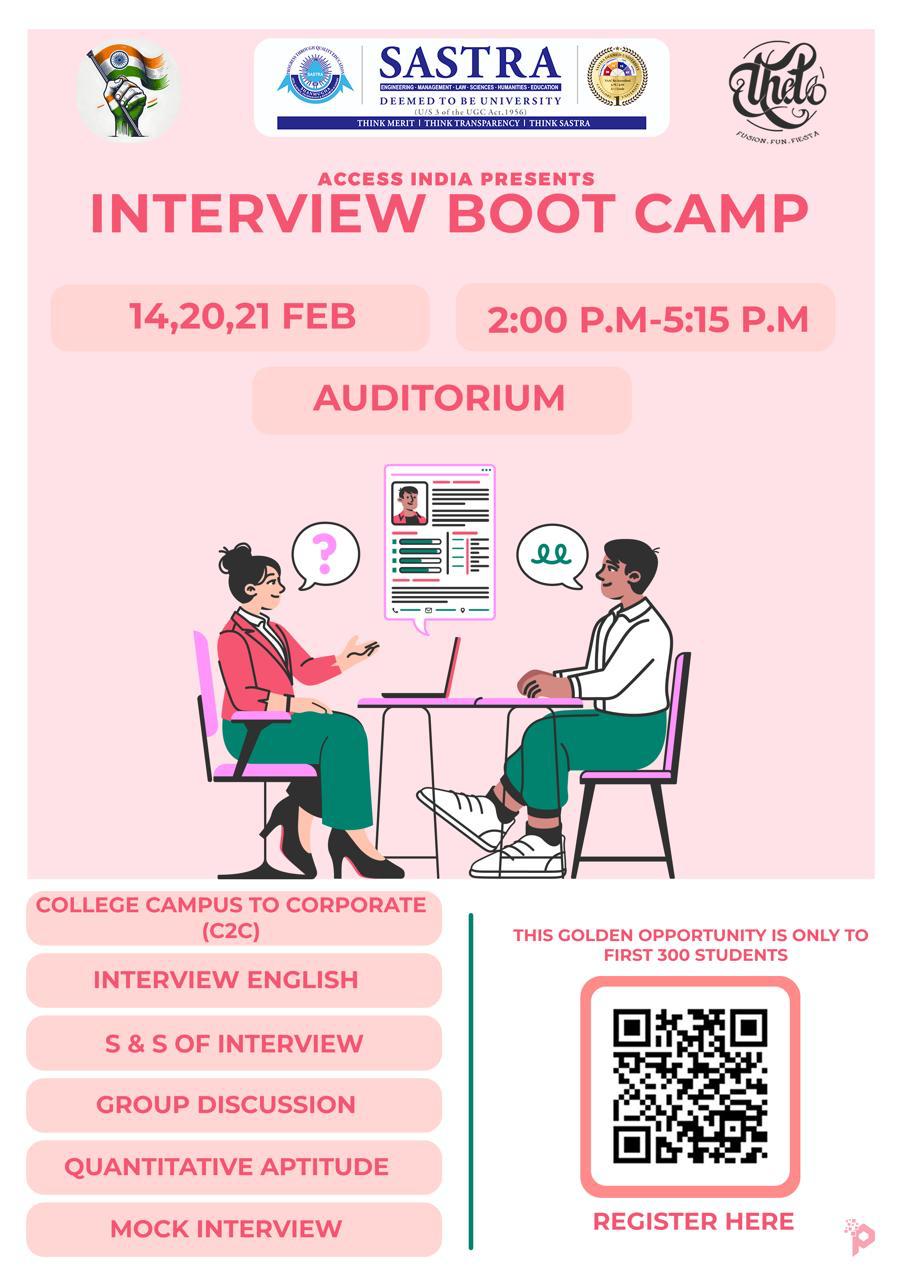 SASTRA
ENGINEERING · MANAGEMENT · LAW · SCIENCES · HUMANITIES · EDUCATION
DEEMED TO BE UNIVERSITY
(U/S 3 of the UGC Act, 1956)
THINK MERIT | THINK TRANSPARENCY | THINK SASTRA
Theta
FUSION. FUN. FIESTA
ACCESS INDIA PRESENTS
INTERVIEW BOOT CAMP
14,20,21 FEB
2:00 P.M-5:15 P.M
AUDITORIUM
?
COLLEGE CAMPUS TO CORPORATE
(C2C)
INTERVIEW ENGLISH
S & S OF INTERVIEW
GROUP DISCUSSION
QUANTITATIVE APTITUDE
MOCK INTERVIEW
THIS GOLDEN OPPORTUNITY IS ONLY TO
FIRST 300 STUDENTS
REGISTER HERE